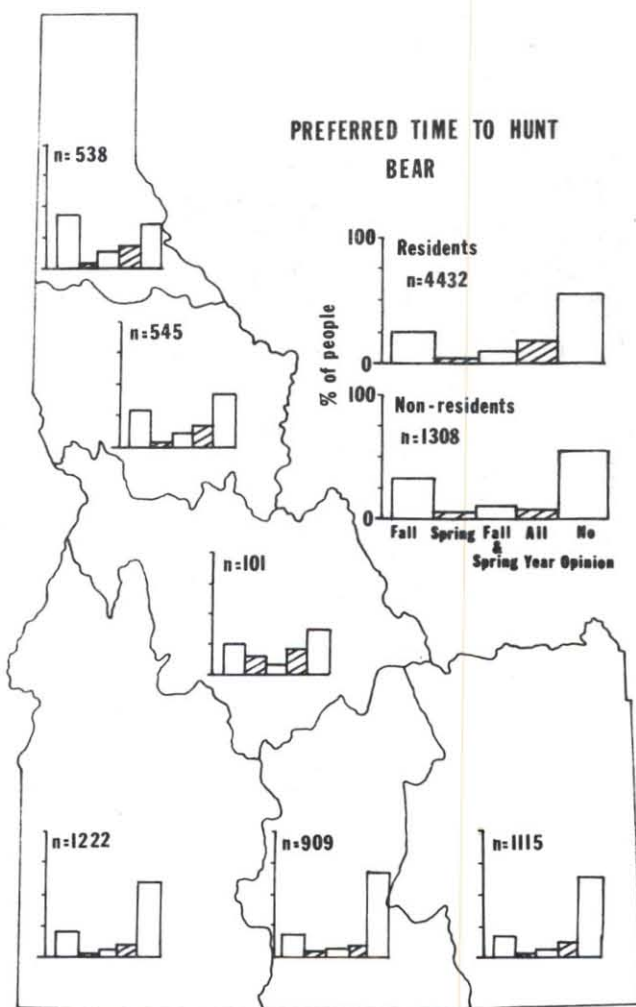 PREFERRED TIME TO HUNT
BEAR
n=538
100
Residents
n=4432
0
% of people
n=545
100
Non-residents
n=1308
0
Fall Spring Fall All No
&
Spring Year Opinion
n=101
n=1222
n=909
n=1115